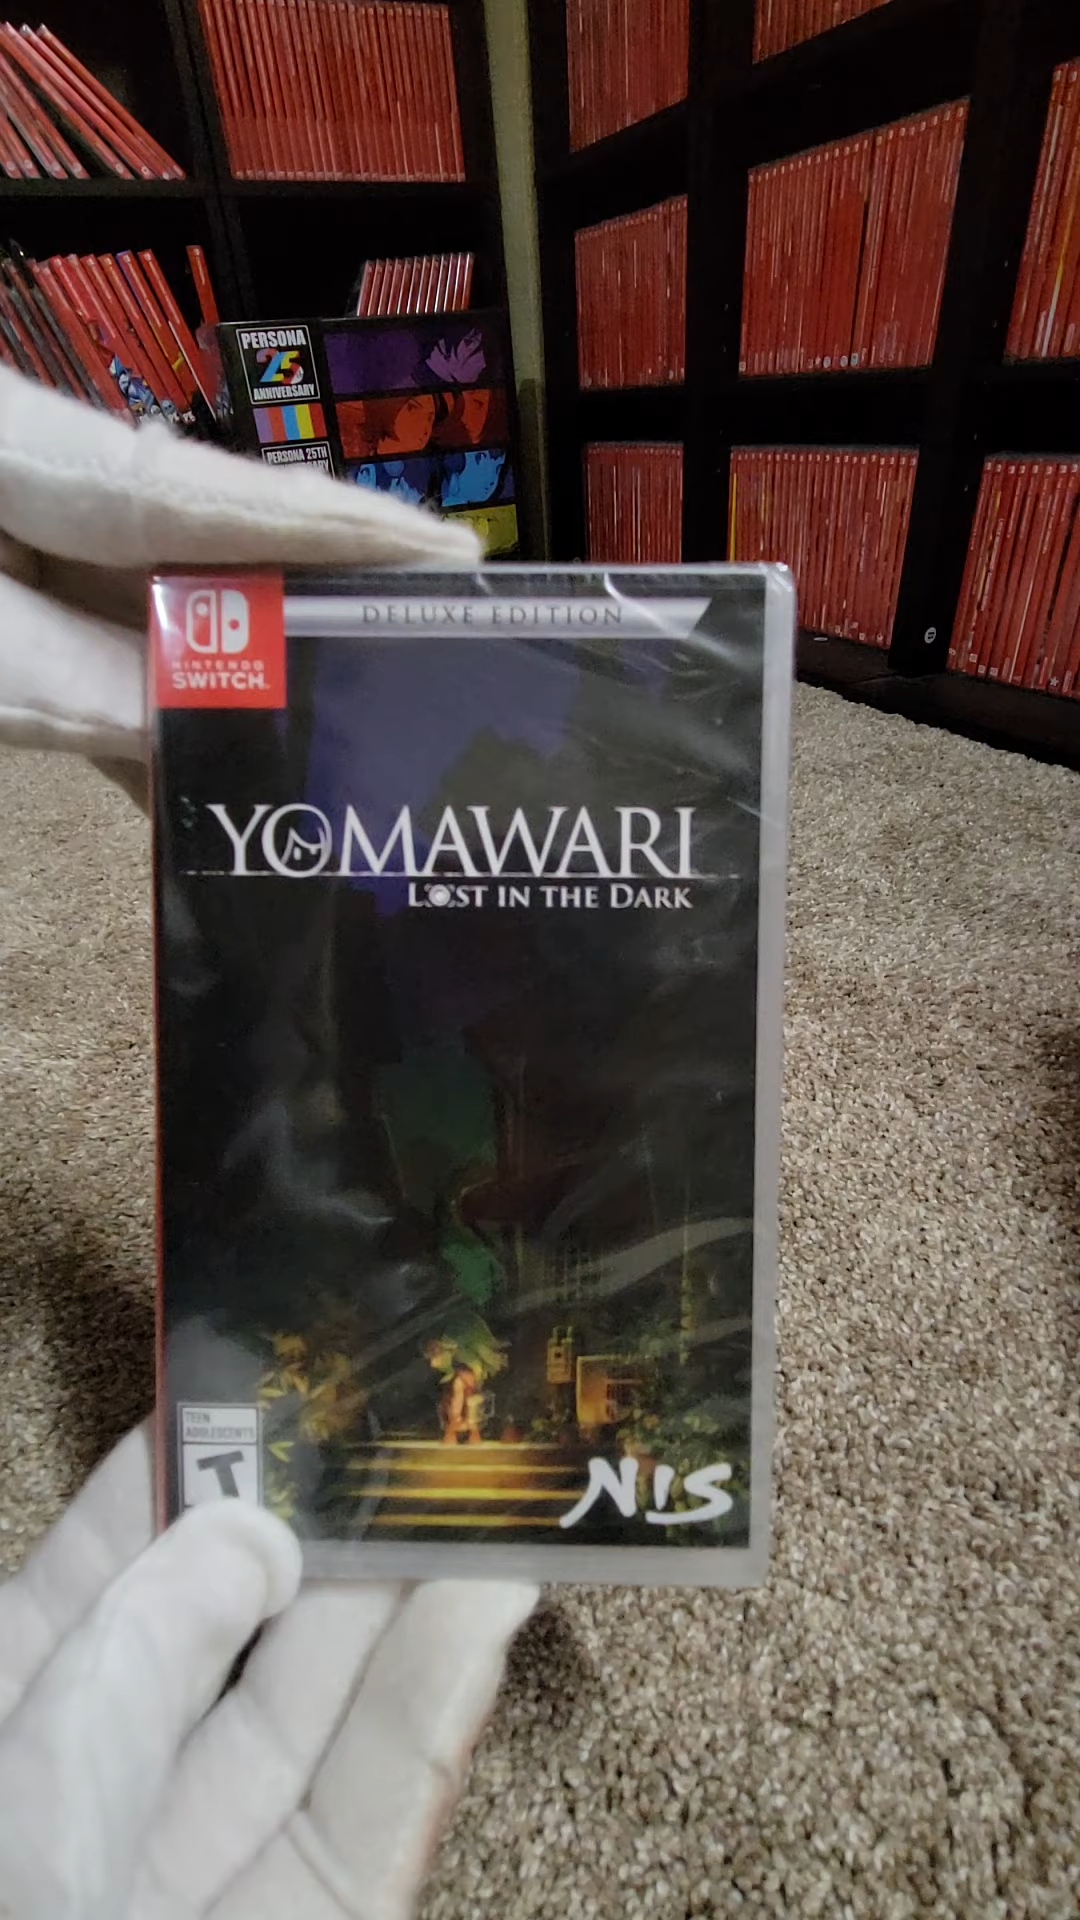 PERSONA
25
ANNIVERSARY
PERSONA 25TH
DELUXE EDITION
NINTENDO
SWITCH
YOMAWARI
LOST IN THE DARK
TEEN
ADOLESCENTS
T
NIS